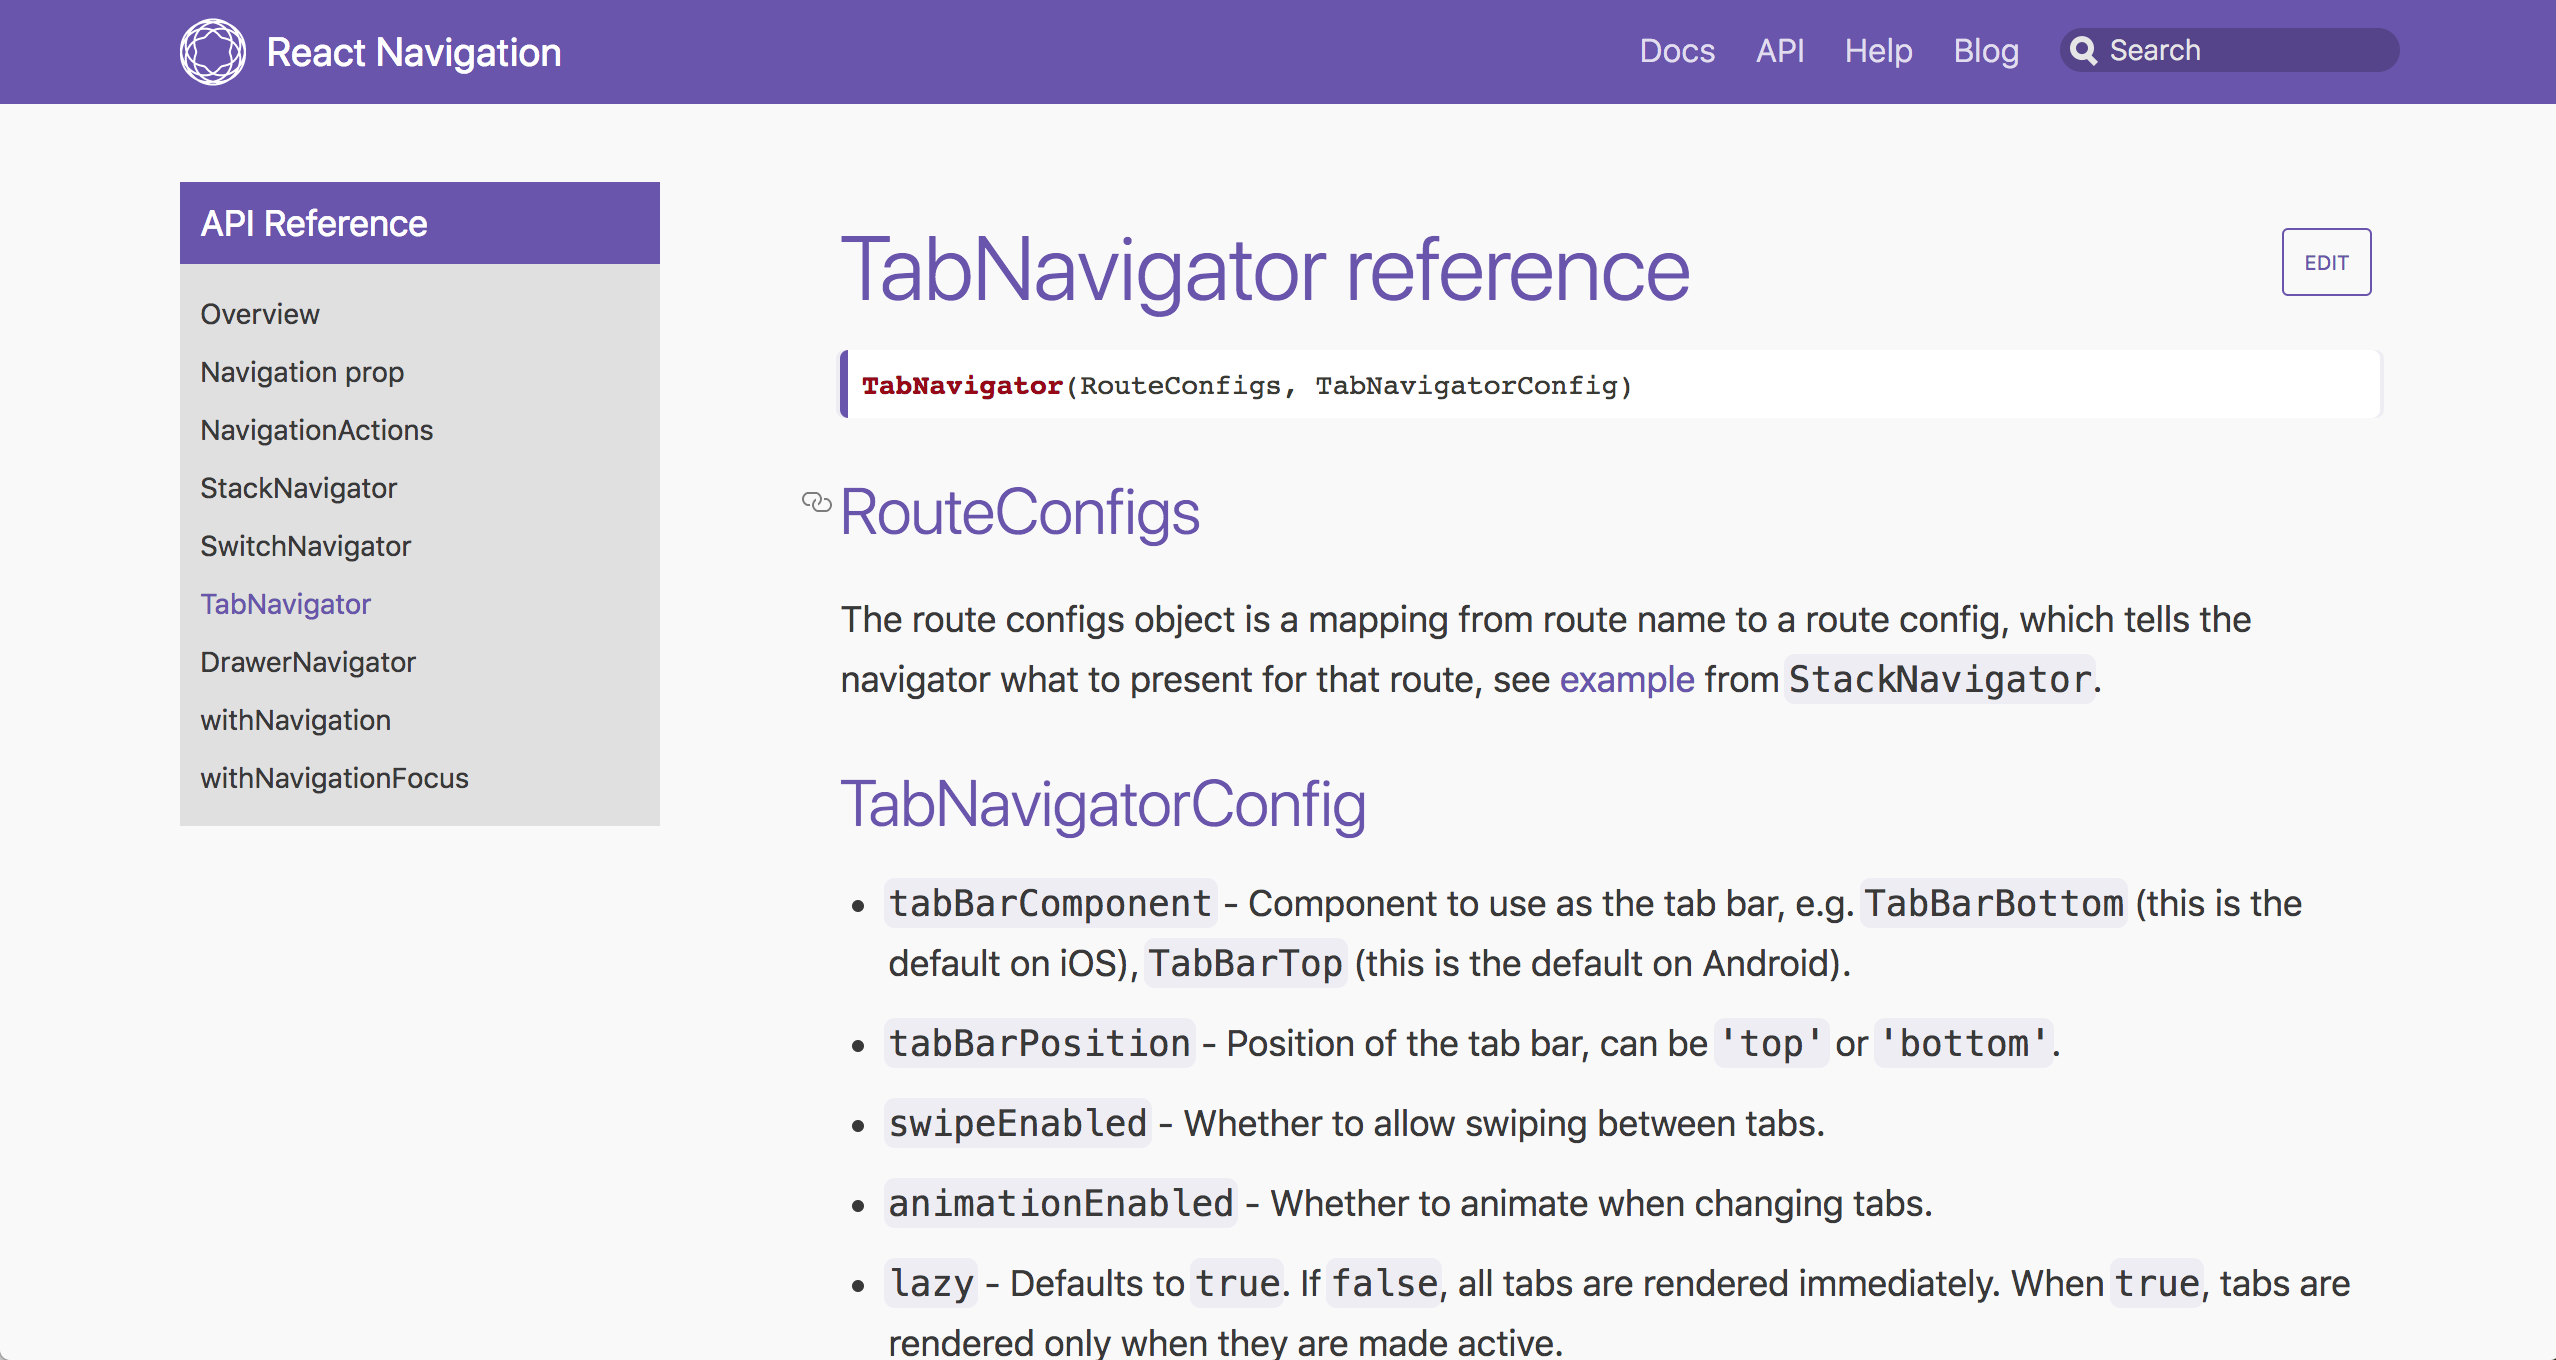 React Navigation
Docs API Help Blog Search
API Reference
Overview
Navigation prop
NavigationActions
StackNavigator
SwitchNavigator
TabNavigator
DrawerNavigator
withNavigation
withNavigationFocus
TabNavigator reference
EDIT
TabNavigator(RouteConfigs, TabNavigatorConfig)
RouteConfigs
The route configs object is a mapping from route name to a route config, which tells the
navigator what to present for that route, see example from StackNavigator.
TabNavigatorConfig
• tabBarComponent - Component to use as the tab bar, e.g. TabBarBottom (this is the
default on iOS), TabBarTop (this is the default on Android).
• tabBarPosition - Position of the tab bar, can be 'top' or 'bottom'.
• swipeEnabled - Whether to allow swiping between tabs.
• animationEnabled - Whether to animate when changing tabs.
• lazy - Defaults to true. If false, all tabs are rendered immediately. When true, tabs are
rendered only when they are made active.